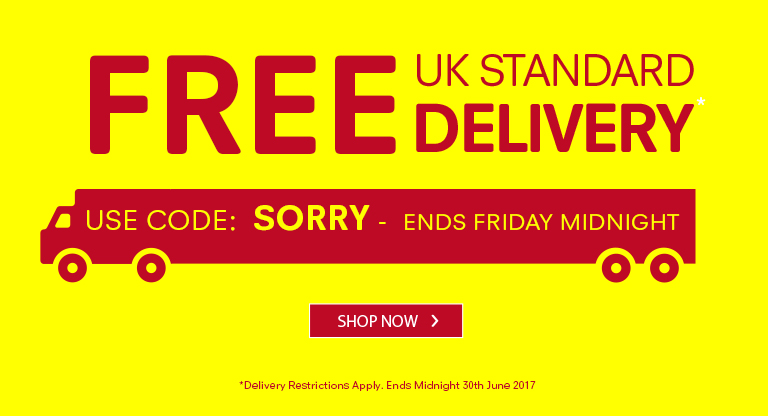 FREE UK STANDARD
DELIVERY*
USE CODE: SORRY - ENDS FRIDAY MIDNIGHT
SHOP NOW >
*Delivery Restrictions Apply. Ends Midnight 30th June 2017